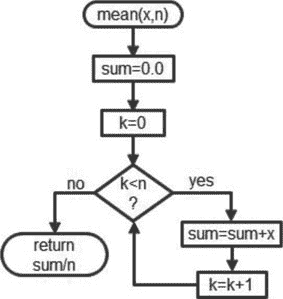 mean(x,n)
sum=0.0
k=0
k<n
?
no
yes
return
sum/n
sum=sum+x
k=k+1